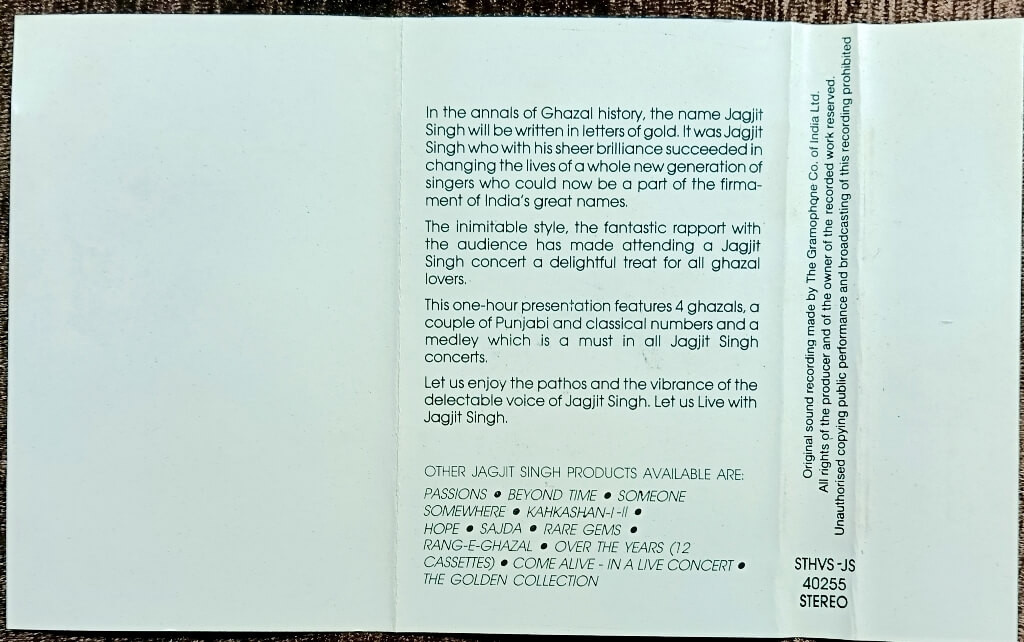 In the annals of Ghazal history, the name Jagjit
Singh will be written in letters of gold. It was Jagjit
Singh who with his sheer brilliance succeeded in
changing the lives of a whole new generation of
singers who could now be a part of the firma-
ment of India's great names.
The inimitable style, the fantastic rapport with
the audience has made attending a Jagjit
Singh concert a delightful treat for all ghazal
lovers.
This one-hour presentation features 4 ghazals, a
couple of Punjabi and classical numbers and a
medley which is a must in all Jagjit Singh
concerts.
Let us enjoy the pathos and the vibrance of the
delectable voice of Jagjit Singh. Let us Live with
Jagjit Singh.
OTHER JAGJIT SINGH PRODUCTS AVAILABLE ARE:
PASSIONS • BEYOND TIME • SOMEONE
SOMEWHERE • KAHKASHAN-I-II •
HOPE • SAJDA • RARE GEMS •
RANG-E-GHAZAL • OVER THE YEARS (12
CASSETTES) • COME ALIVE - IN A LIVE CONCERT •
THE GOLDEN COLLECTION
Original sound recording made by The Gramophone Co. of India Ltd.
All rights of the producer and of the owner of the recorded work reserved.
Unauthorised copying public performance and broadcasting of this recording prohibited
STHVS-JS
40255
STEREO